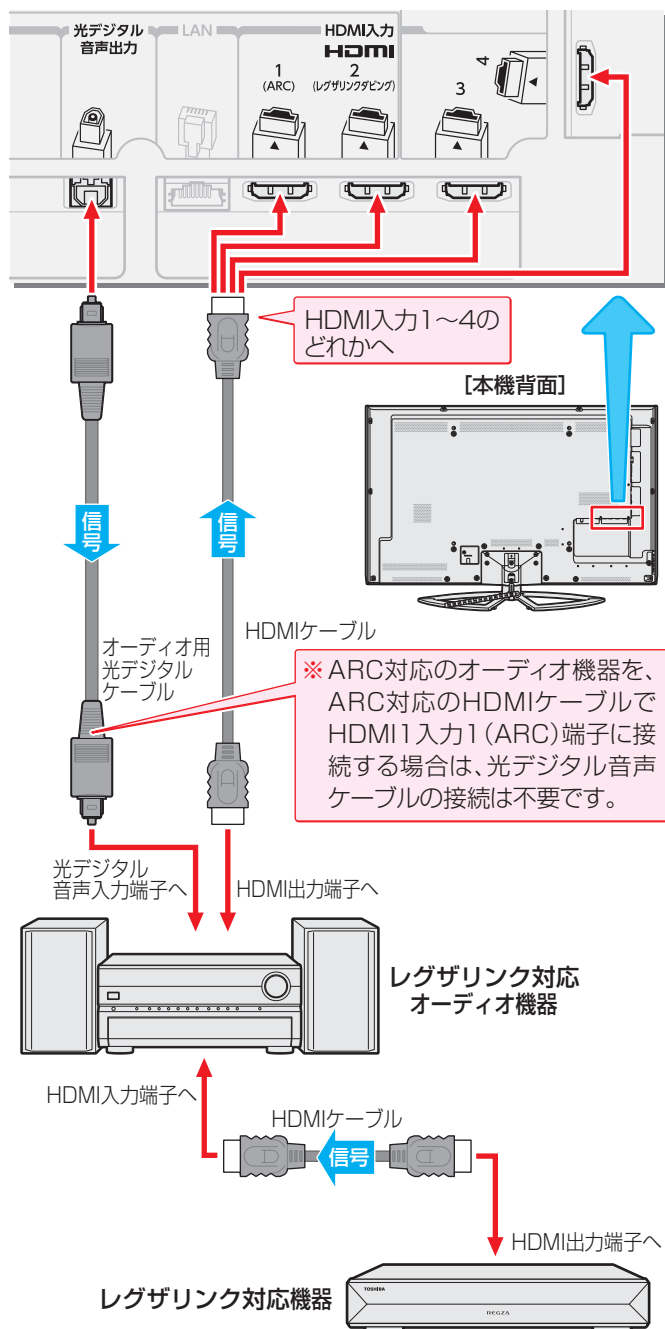 光デジタル
音声出力
LAN
HDMI入力
HDMI
1
(ARC)
2
(レグザリンクダビング)
3
4
HDMI入力1〜4の
どれかへ
[本機背面]
信号
信号
オーディオ用
光デジタル
ケーブル
HDMIケーブル
※ARC対応のオーディオ機器を、
ARC対応のHDMIケーブルで
HDMI1入力1(ARC)端子に接
続する場合は、光デジタル音声
ケーブルの接続は不要です。
光デジタル
音声入力端子へ
HDMI出力端子へ
レグザリンク対応
オーディオ機器
HDMI入力端子へ
HDMIケーブル
信号
HDMI出力端子へ
レグザリンク対応機器
TOSHIBA
REGZA